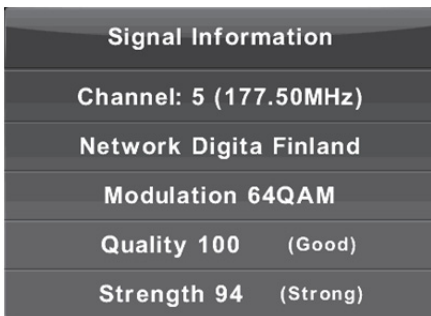 Signal Information
Channel: 5 (177.50MHz)
Network Digita Finland
Modulation 64QAM
Quality 100 (Good)
Strength 94 (Strong)